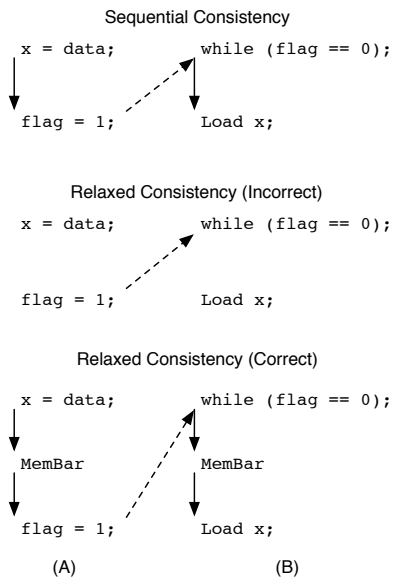 Sequential Consistency
x = data; while (flag == 0);
flag = 1; Load x;
Relaxed Consistency (Incorrect)
x = data; while (flag == 0);
flag = 1; Load x;
Relaxed Consistency (Correct)
x = data; while (flag == 0);
MemBar MemBar
flag = 1; Load x;
(A) (B)